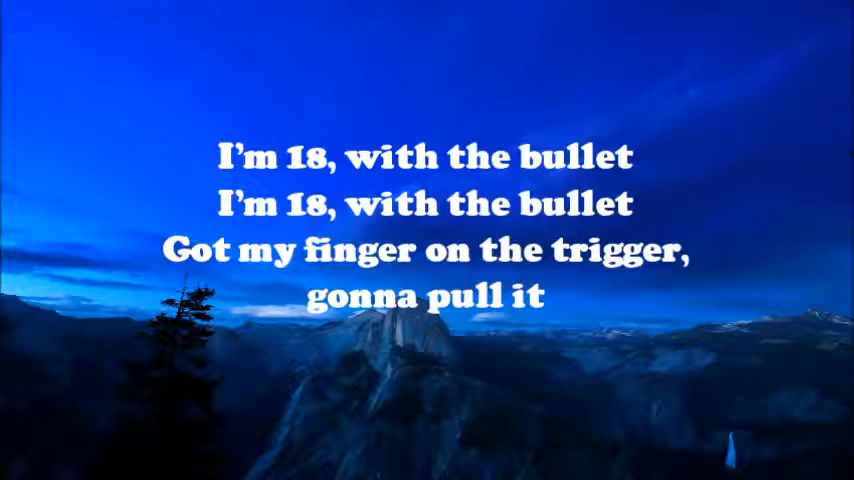 I'm 18, with the bullet
I'm 18, with the bullet
Got my finger on the trigger,
gonna pull it